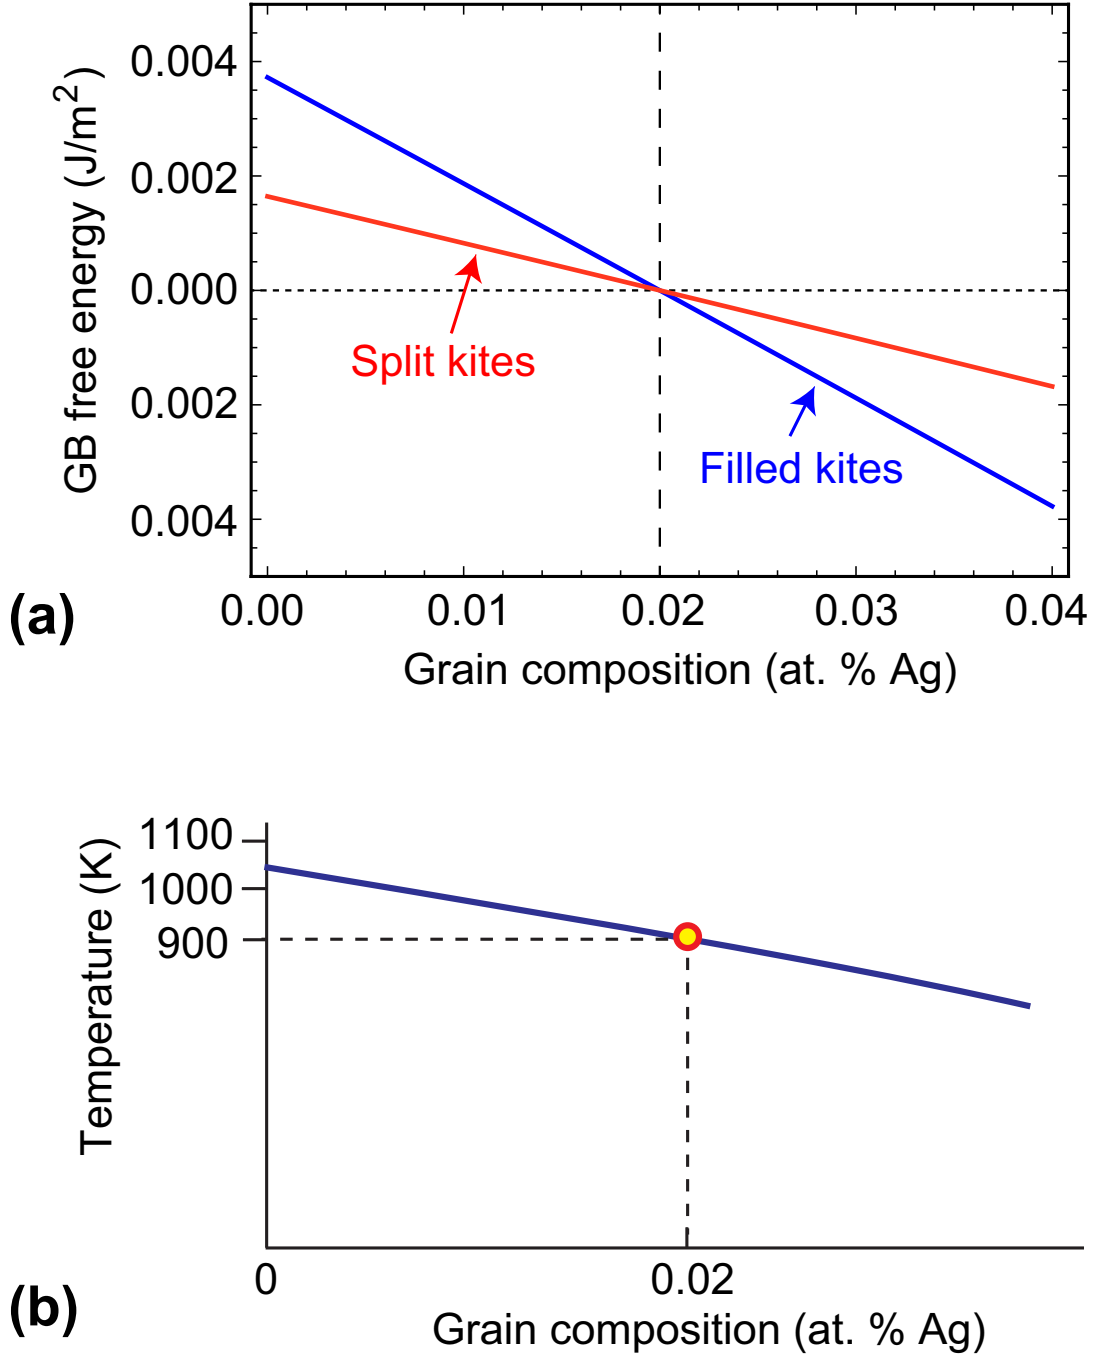 0.004
0.002
0.000
0.002
0.004
GB free energy (J/m2)
Split kites
Filled kites
0.00 0.01 0.02 0.03 0.04
(a)
Grain composition (at. % Ag)
1100
1000
900
Temperature (K)
0 0.02
(b)
Grain composition (at. % Ag)